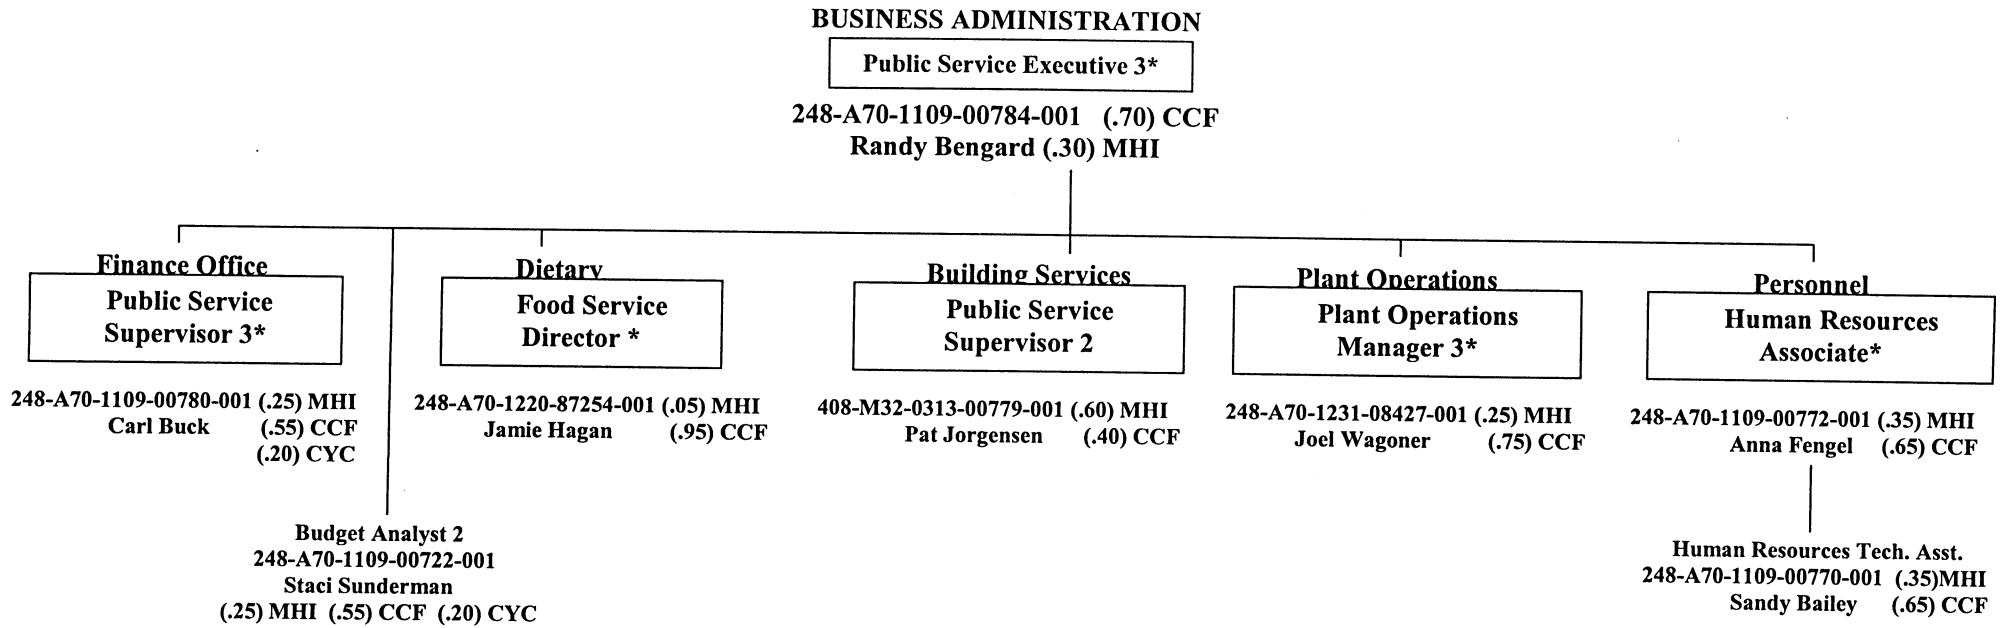 BUSINESS ADMINISTRATION
Public Service Executive 3*
248-A70-1109-00784-001 (.70) CCF
Randy Bengard (.30) MHI
Finance Office
Public Service
Supervisor 3*
248-A70-1109-00780-001 (.25) MHI
Carl Buck (.55) CCF
(.20) CYC
Budget Analyst 2
248-A70-1109-00722-001
Staci Sunderman
(.25) MHI (.55) CCF (.20) CYC
Dietary
Food Service
Director *
248-A70-1220-87254-001 (.05) MHI
Jamie Hagan (.95) CCF
Building Services
Public Service
Supervisor 2
408-M32-0313-00779-001 (.60) MHI
Pat Jorgensen (.40) CCF
Plant Operations
Plant Operations
Manager 3*
248-A70-1231-08427-001 (.25) MHI
Joel Wagoner (.75) CCF
Personnel
Human Resources
Associate*
248-A70-1109-00772-001 (.35) MHI
Anna Fengel (.65) CCF
Human Resources Tech. Asst.
248-A70-1109-00770-001 (.35)MHI
Sandy Bailey (.65) CCF